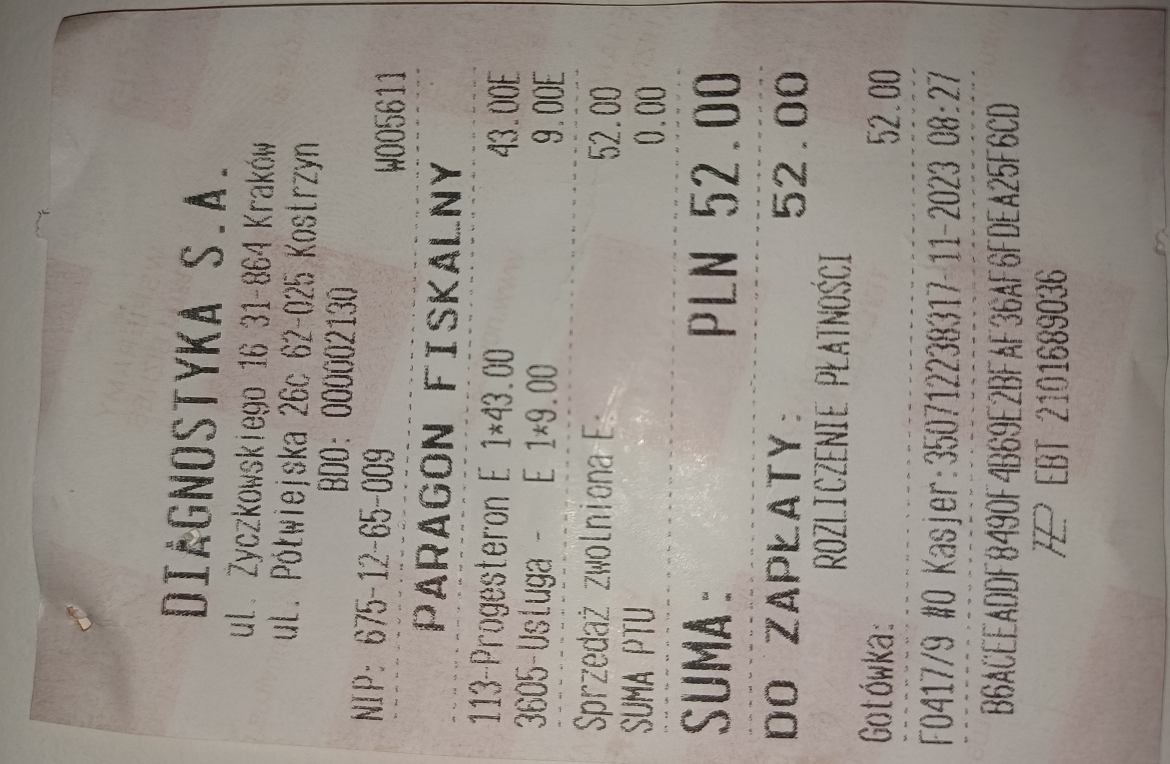 DIAGNOSTYKA S.A.
ul. Życzkowskiego 16 31-864 Kraków
ul. Półwiejska 26c 62-025 Kostrzyn
BDO: 000002130
NIP: 675-12-65-009 W005611
PARAGON FISKALNY
113-Progesteron E 1*43.00 43.00E
3605-Usługa - E 1*9.00 9.00E
Sprzedaż zwolniona E: 52.00
SUMA PTU 0.00
SUMA: PLN 52.00
DO ZAPŁATY: 52.00
ROZLICZENIE PŁATNOŚCI
Gotówka: 52.00
F0417/9 #0 Kasjer:350712238317-11-2023 08:27
B6ACEEADDF8490F4B69E2BFAF36AF6FDEA25F6CD
EBT 2101689036